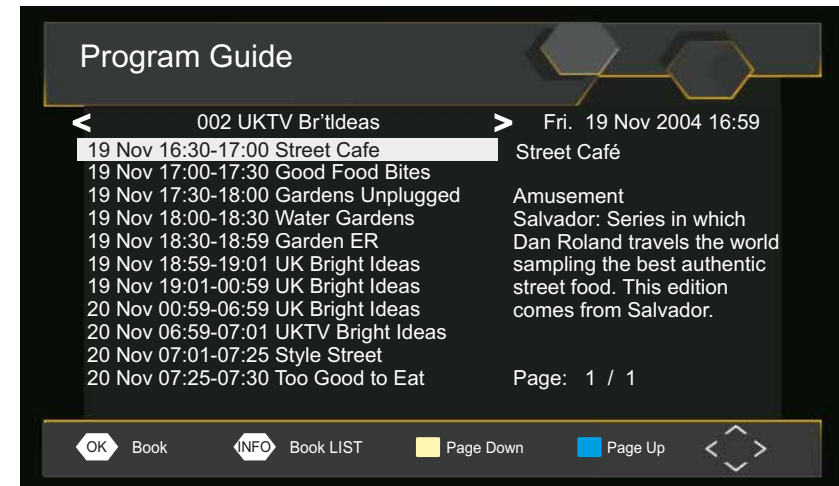 Program Guide
< 002 UKTV Br'tIdeas >
Fri. 19 Nov 2004 16:59
19 Nov 16:30-17:00 Street Cafe
19 Nov 17:00-17:30 Good Food Bites
19 Nov 17:30-18:00 Gardens Unplugged
19 Nov 18:00-18:30 Water Gardens
19 Nov 18:30-18:59 Garden ER
19 Nov 18:59-19:01 UK Bright Ideas
19 Nov 19:01-00:59 UK Bright Ideas
20 Nov 00:59-06:59 UK Bright Ideas
20 Nov 06:59-07:01 UKTV Bright Ideas
20 Nov 07:01-07:25 Style Street
20 Nov 07:25-07:30 Too Good to Eat
Street Café
Amusement
Salvador: Series in which
Dan Roland travels the world
sampling the best authentic
street food. This edition
comes from Salvador.
Page: 1 / 1
OK Book INFO Book LIST Page Down Page Up